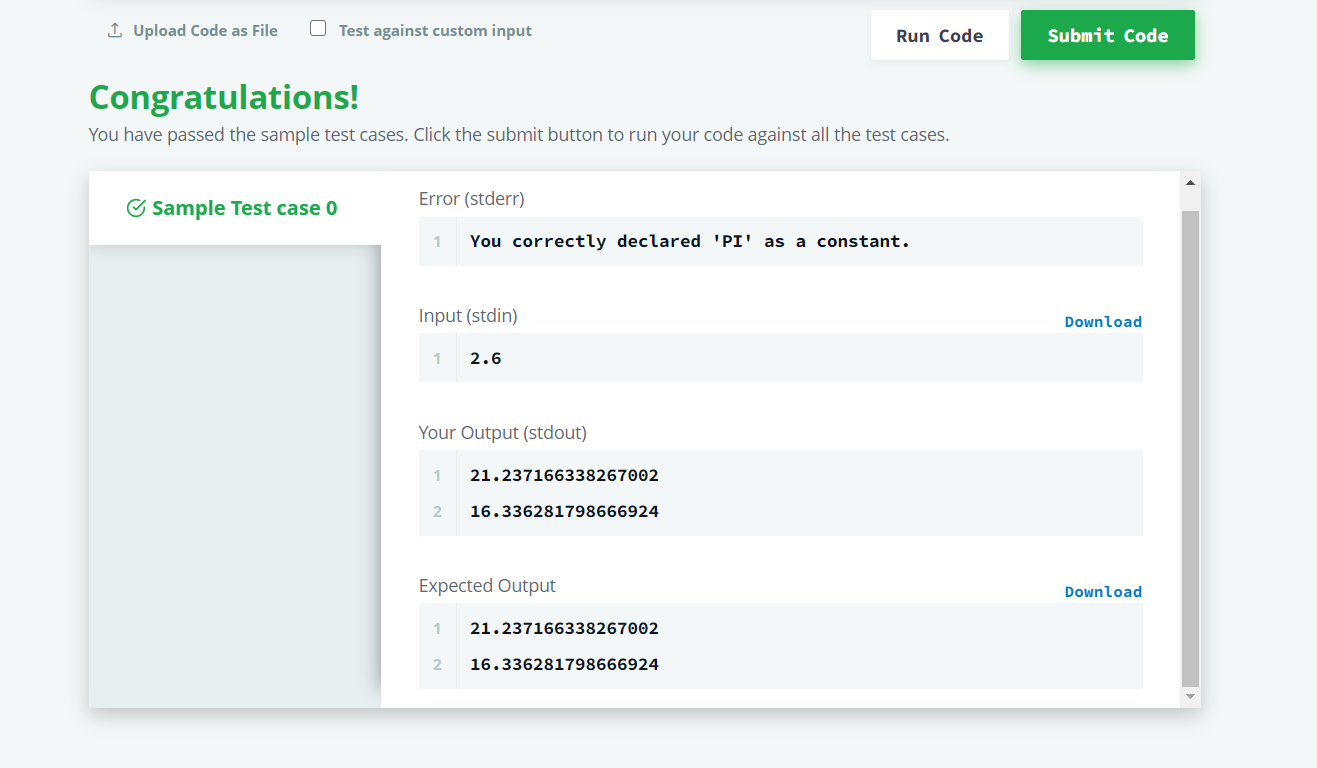 Upload Code as File
Test against custom input
Run Code
Submit Code
Congratulations!
You have passed the sample test cases. Click the submit button to run your code against all the test cases.
Sample Test case 0
Error (stderr)
1 You correctly declared 'PI' as a constant.
Input (stdin)
Download
1 2.6
Your Output (stdout)
1 21.237166338267002
2 16.336281798666924
Expected Output
Download
1 21.237166338267002
2 16.336281798666924